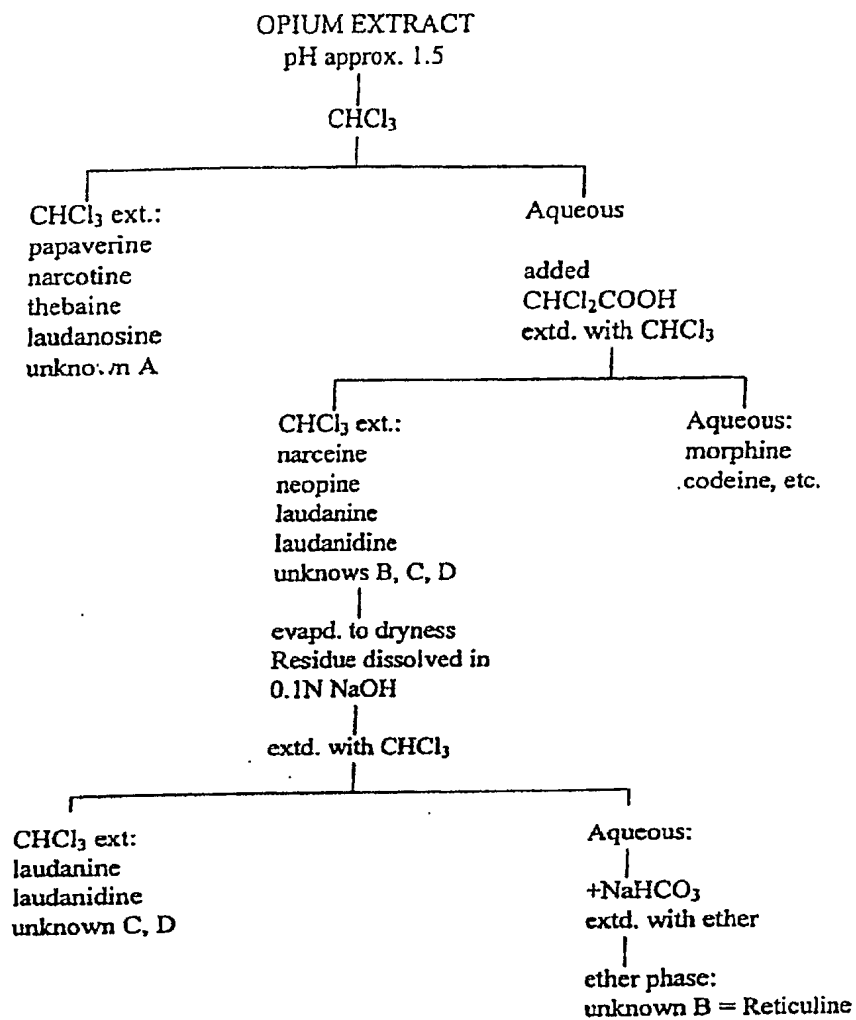 OPIUM EXTRACT
pH approx. 1.5
CHCl₃
CHCl₃ ext.:
papaverine
narcotine
thebaine
laudanosine
unknown A
Aqueous
added
CHCl₂COOH
extd. with CHCl₃
CHCl₃ ext.:
narceine
neopine
laudanine
laudanidine
unknows B, C, D
Aqueous:
morphine
codeine, etc.
evapd. to dryness
Residue dissolved in
0.1N NaOH
extd. with CHCl₃
CHCl₃ ext:
laudanine
laudanidine
unknown C, D
Aqueous:
+NaHCO₃
extd. with ether
ether phase:
unknown B = Reticuline